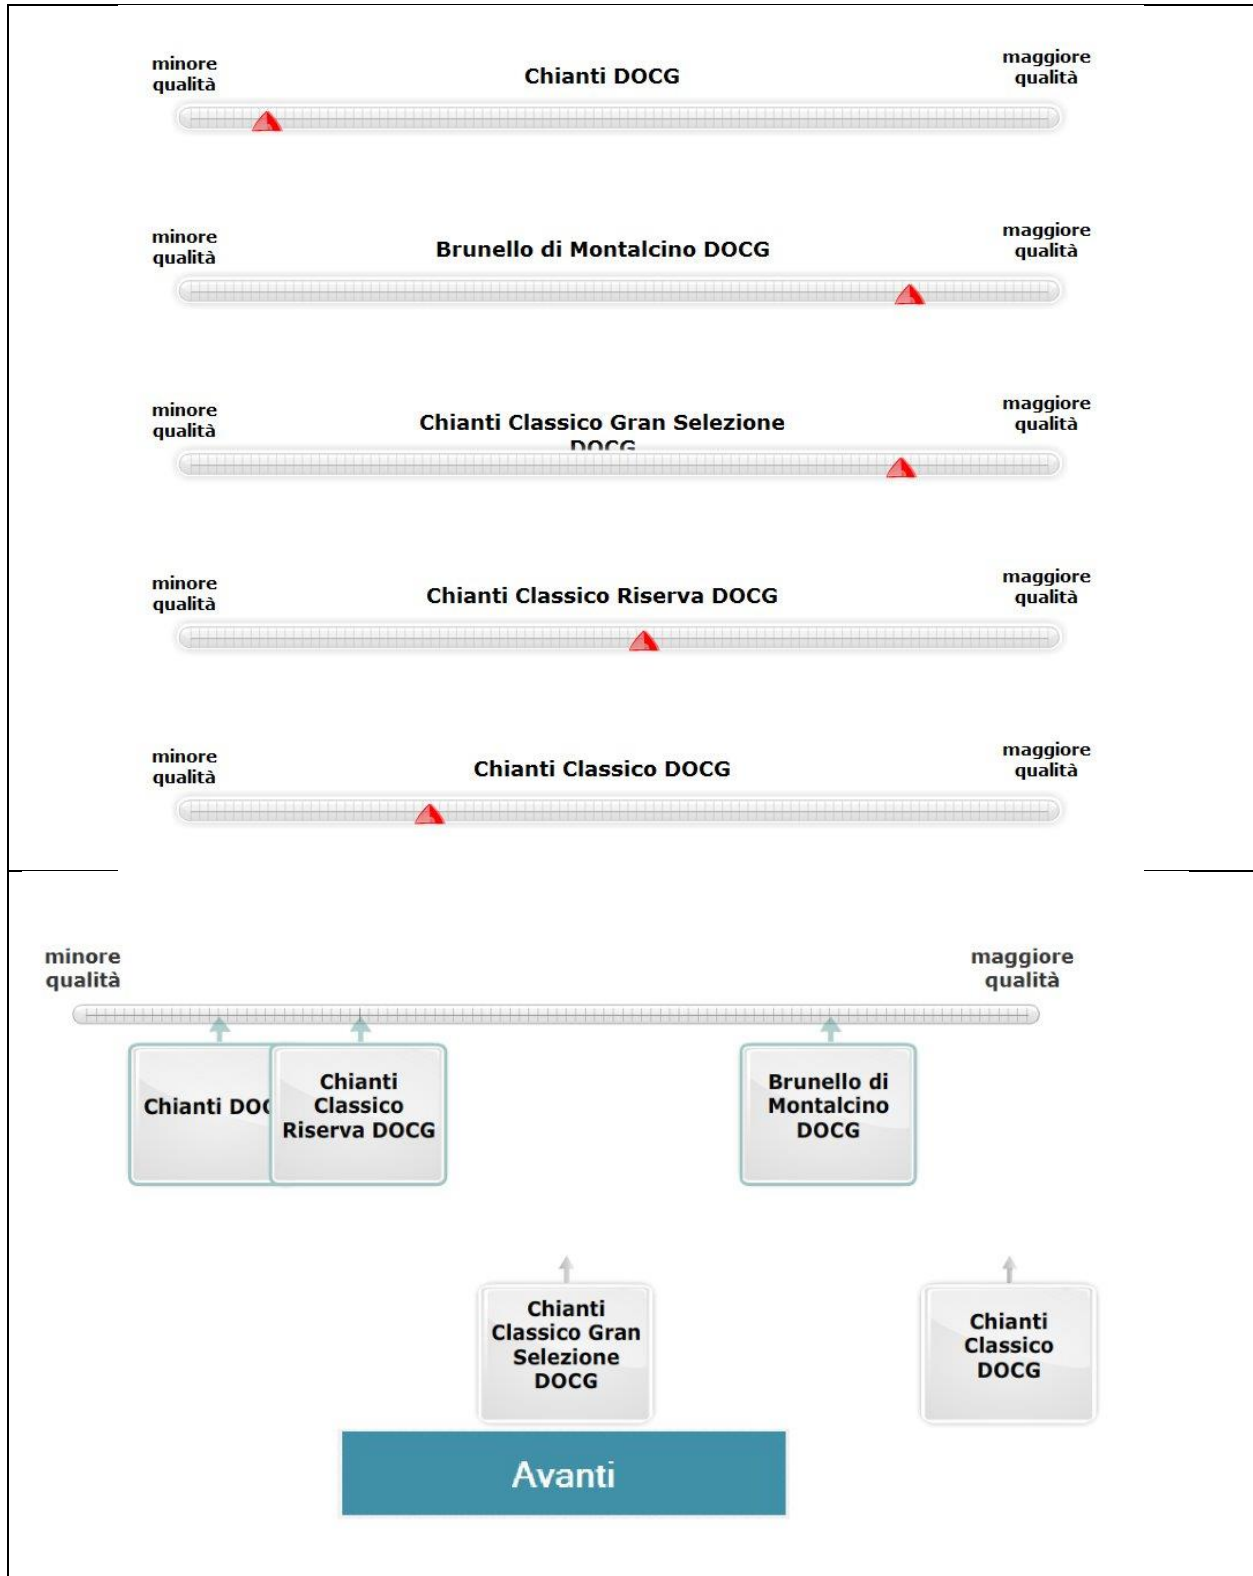 minore
qualità
Chianti DOCG
maggiore
qualità
minore
qualità
Brunello di Montalcino DOCG
maggiore
qualità
minore
qualità
Chianti Classico Gran Selezione
DOCG
maggiore
qualità
minore
qualità
Chianti Classico Riserva DOCG
maggiore
qualità
minore
qualità
Chianti Classico DOCG
maggiore
qualità
minore
qualità
maggiore
qualità
Chianti DOC
Chianti
Classico
Riserva DOCG
Brunello di
Montalcino
DOCG
Chianti
Classico Gran
Selezione
DOCG
Chianti
Classico
DOCG
Avanti